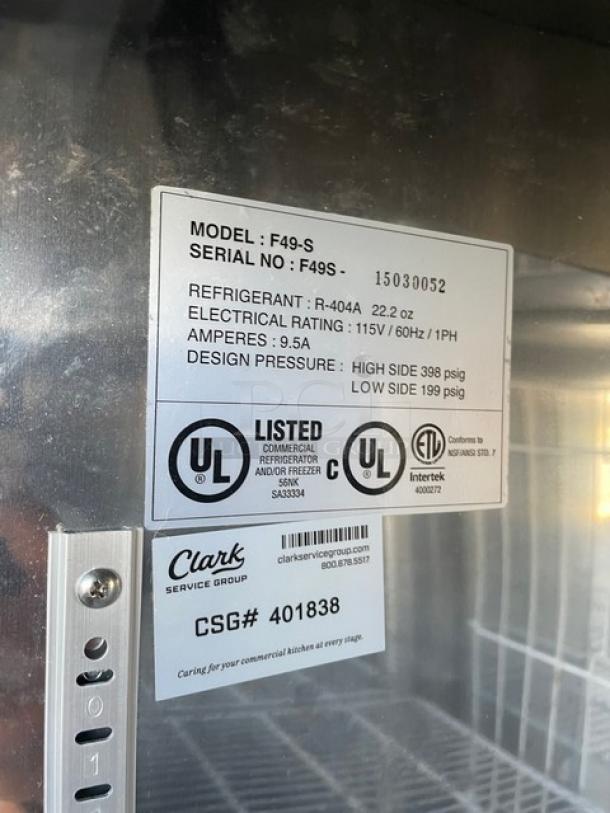 MODEL : F49-S
SERIAL NO : F49S - 15030052
REFRIGERANT : R-404A 22.2 oz
ELECTRICAL RATING : 115V / 60Hz / 1PH
AMPERES : 9.5A
DESIGN PRESSURE : HIGH SIDE 398 psig
LOW SIDE 199 psig
UL ®
LISTED
COMMERCIAL
REFRIGERATOR
AND/OR FREEZER
56NK
SA33334
C UL ®
ETL
Intertek
4000272
Conforms to
NSF/ANSI STD. 7
Clark
SERVICE GROUP
clarkservicegroup.com
800.678.5517
CSG# 401838
Caring for your commercial kitchen at every stage.
0
1